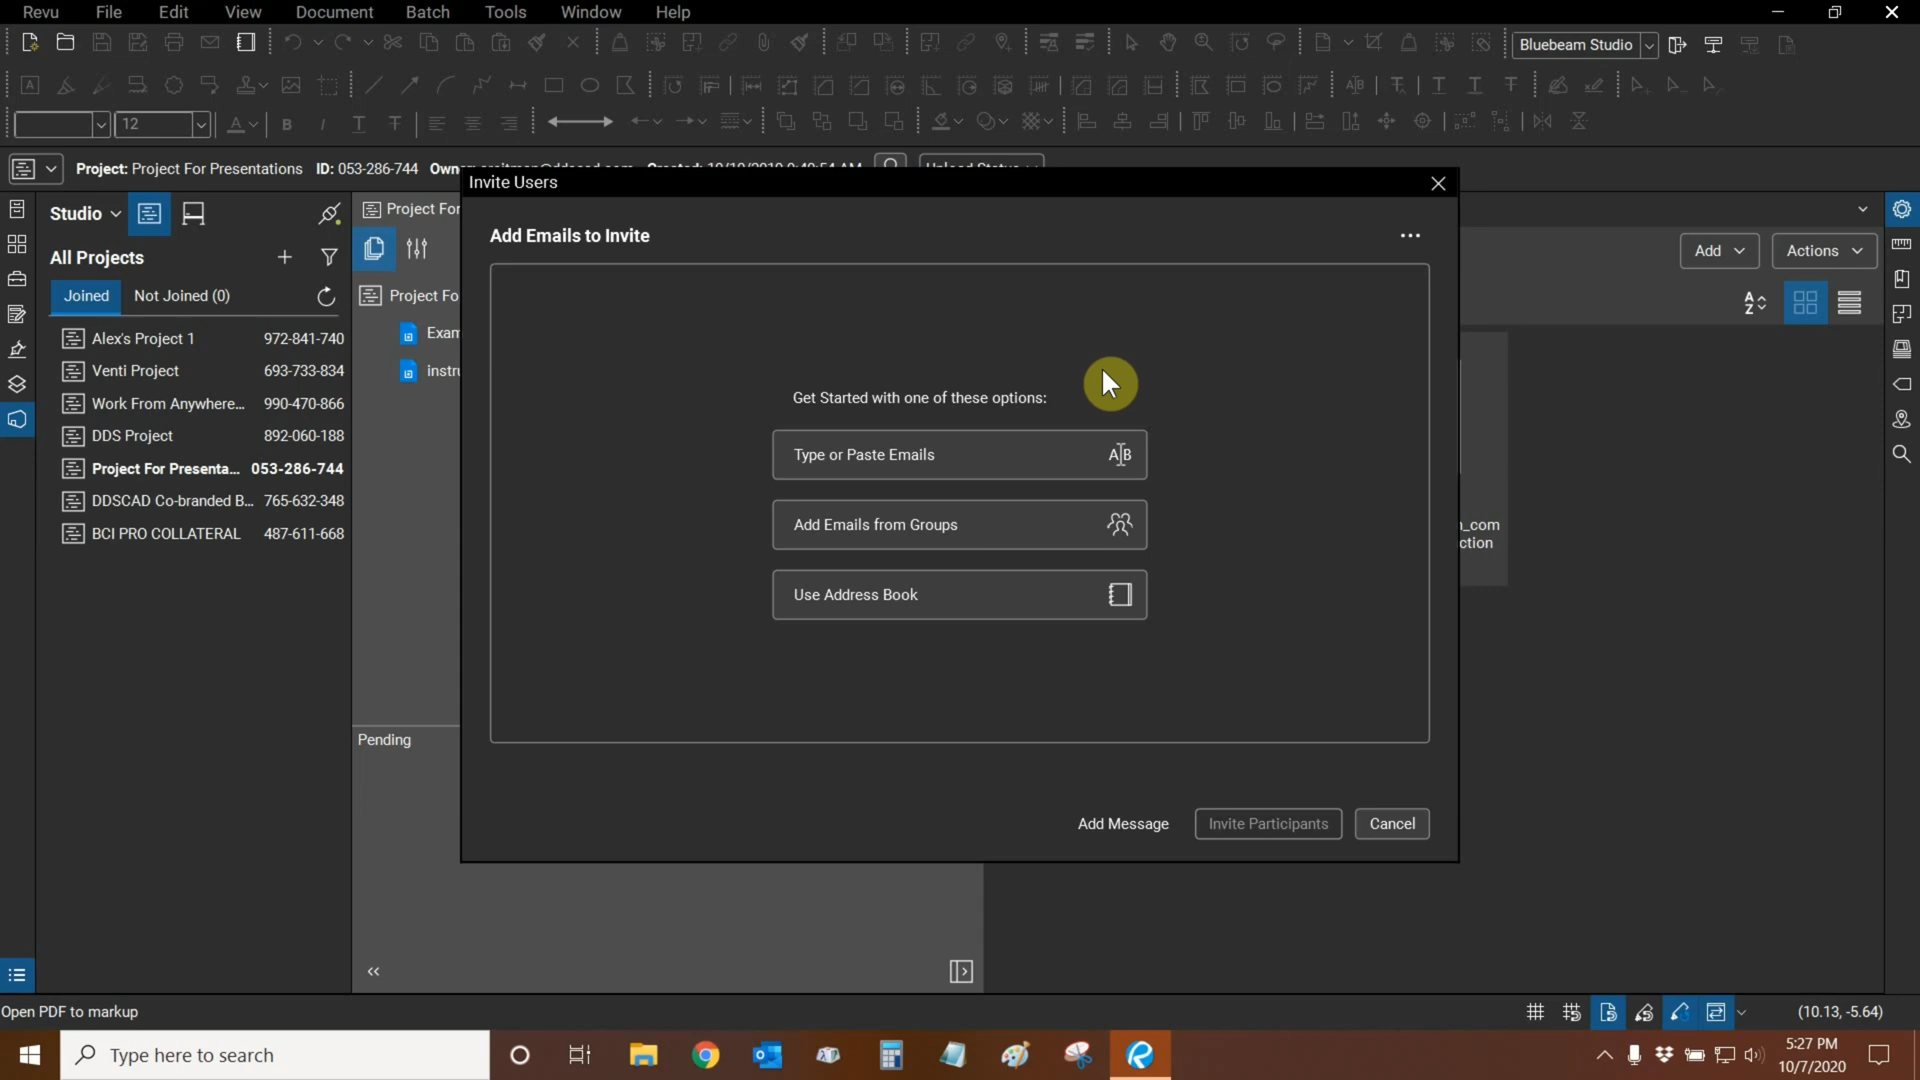 Revu File Edit View Document Batch Tools Window Help
Bluebeam Studio
12
Project: Project For Presentations ID: 053-286-744
Invite Users
Studio
Project For
Add Emails to Invite
All Projects
Add
Actions
Joined Not Joined (0)
Project Fo
Alex's Project 1 972-841-740
Exam
Venti Project 693-733-834
instru
Work From Anywhere... 990-470-866
Get Started with one of these options:
DDS Project 892-060-188
Type or Paste Emails
Project For Presenta... 053-286-744
DDSCAD Co-branded B... 765-632-348
Add Emails from Groups
BCI PRO COLLATERAL 487-611-668
_com
ction
Use Address Book
Pending
Add Message Invite Participants Cancel
Open PDF to markup
(10.13, -5.64)
Type here to search
5:27 PM
10/7/2020